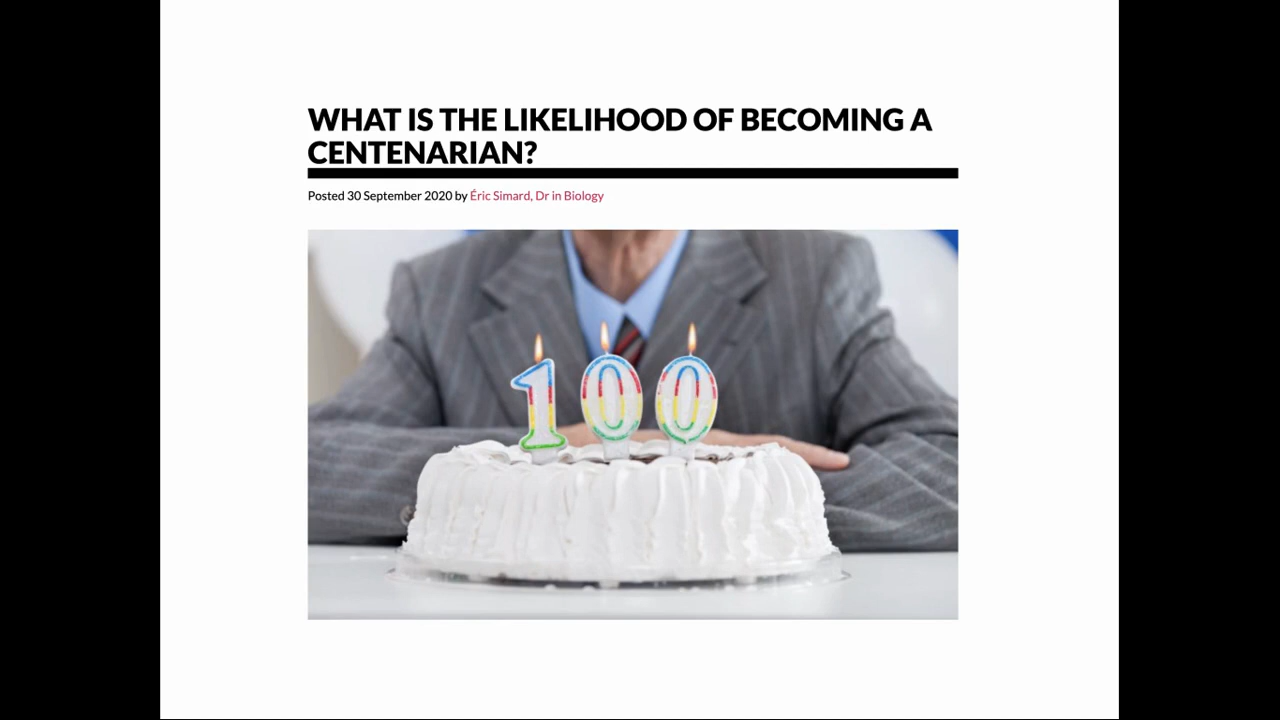 WHAT IS THE LIKELIHOOD OF BECOMING A
CENTENARIAN?
Posted 30 September 2020 by Éric Simard, Dr in Biology
100